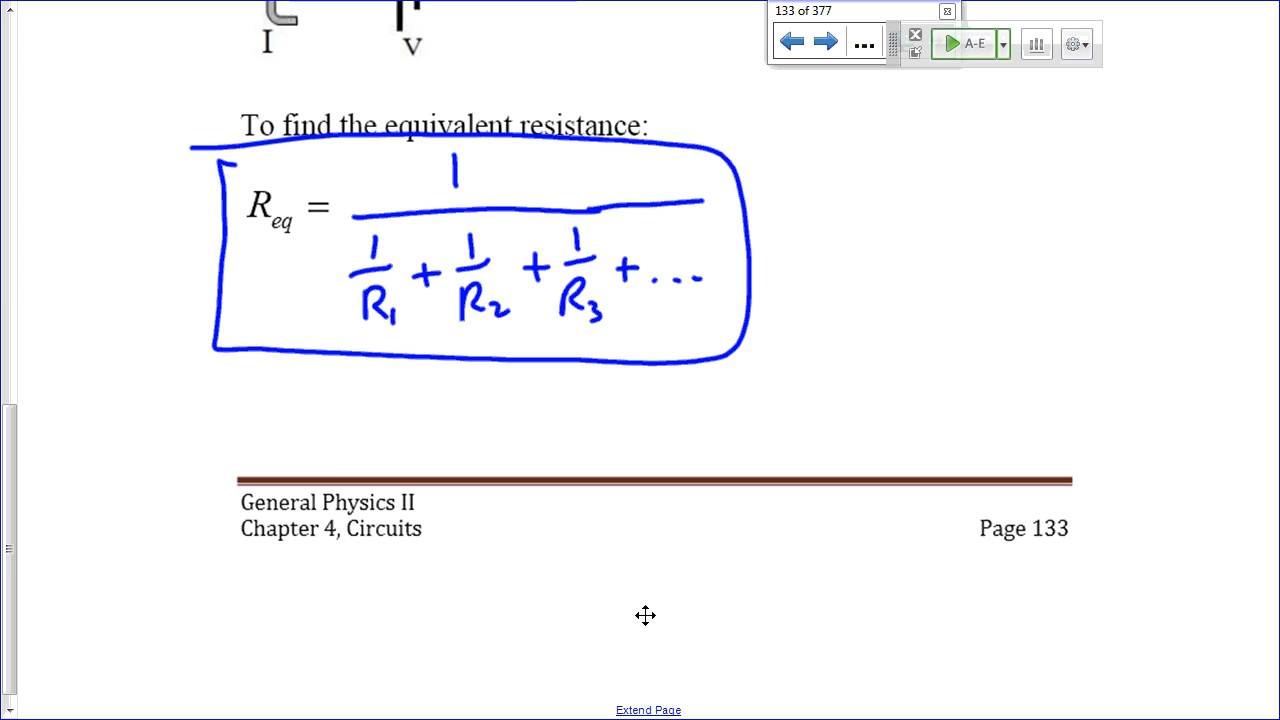 133 of 377
... A-E
I
V
To find the equivalent resistance:
1
R_eq = ―――――――――
1/R₁ + 1/R₂ + 1/R₃ + ...
General Physics II
Chapter 4, Circuits
Page 133
Extend Page